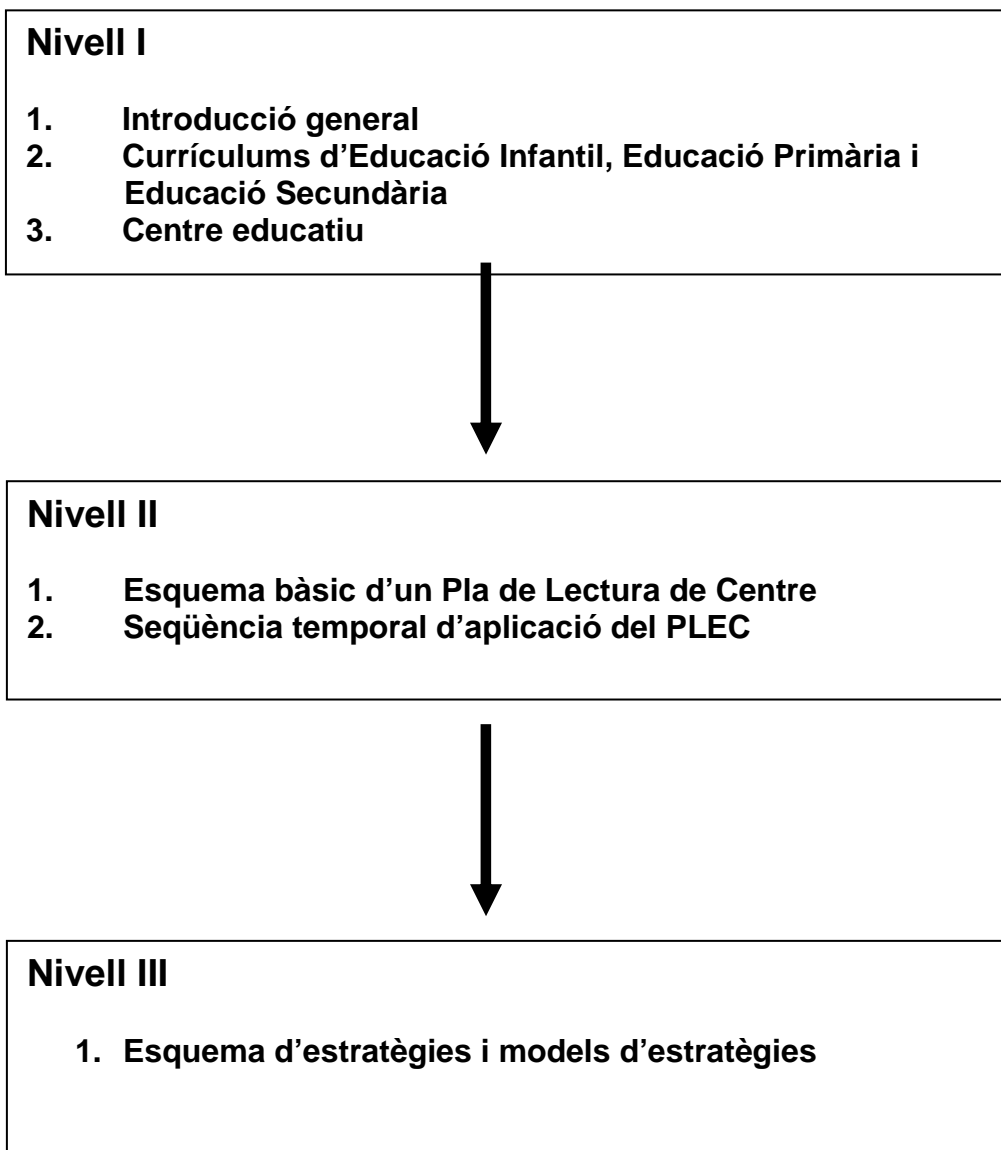 Nivell I
1. Introducció general
2. Currículums d'Educació Infantil, Educació Primària i
Educació Secundària
3. Centre educatiu
Nivell II
1. Esquema bàsic d'un Pla de Lectura de Centre
2. Seqüència temporal d'aplicació del PLEC
Nivell III
1. Esquema d'estratègies i models d'estratègies